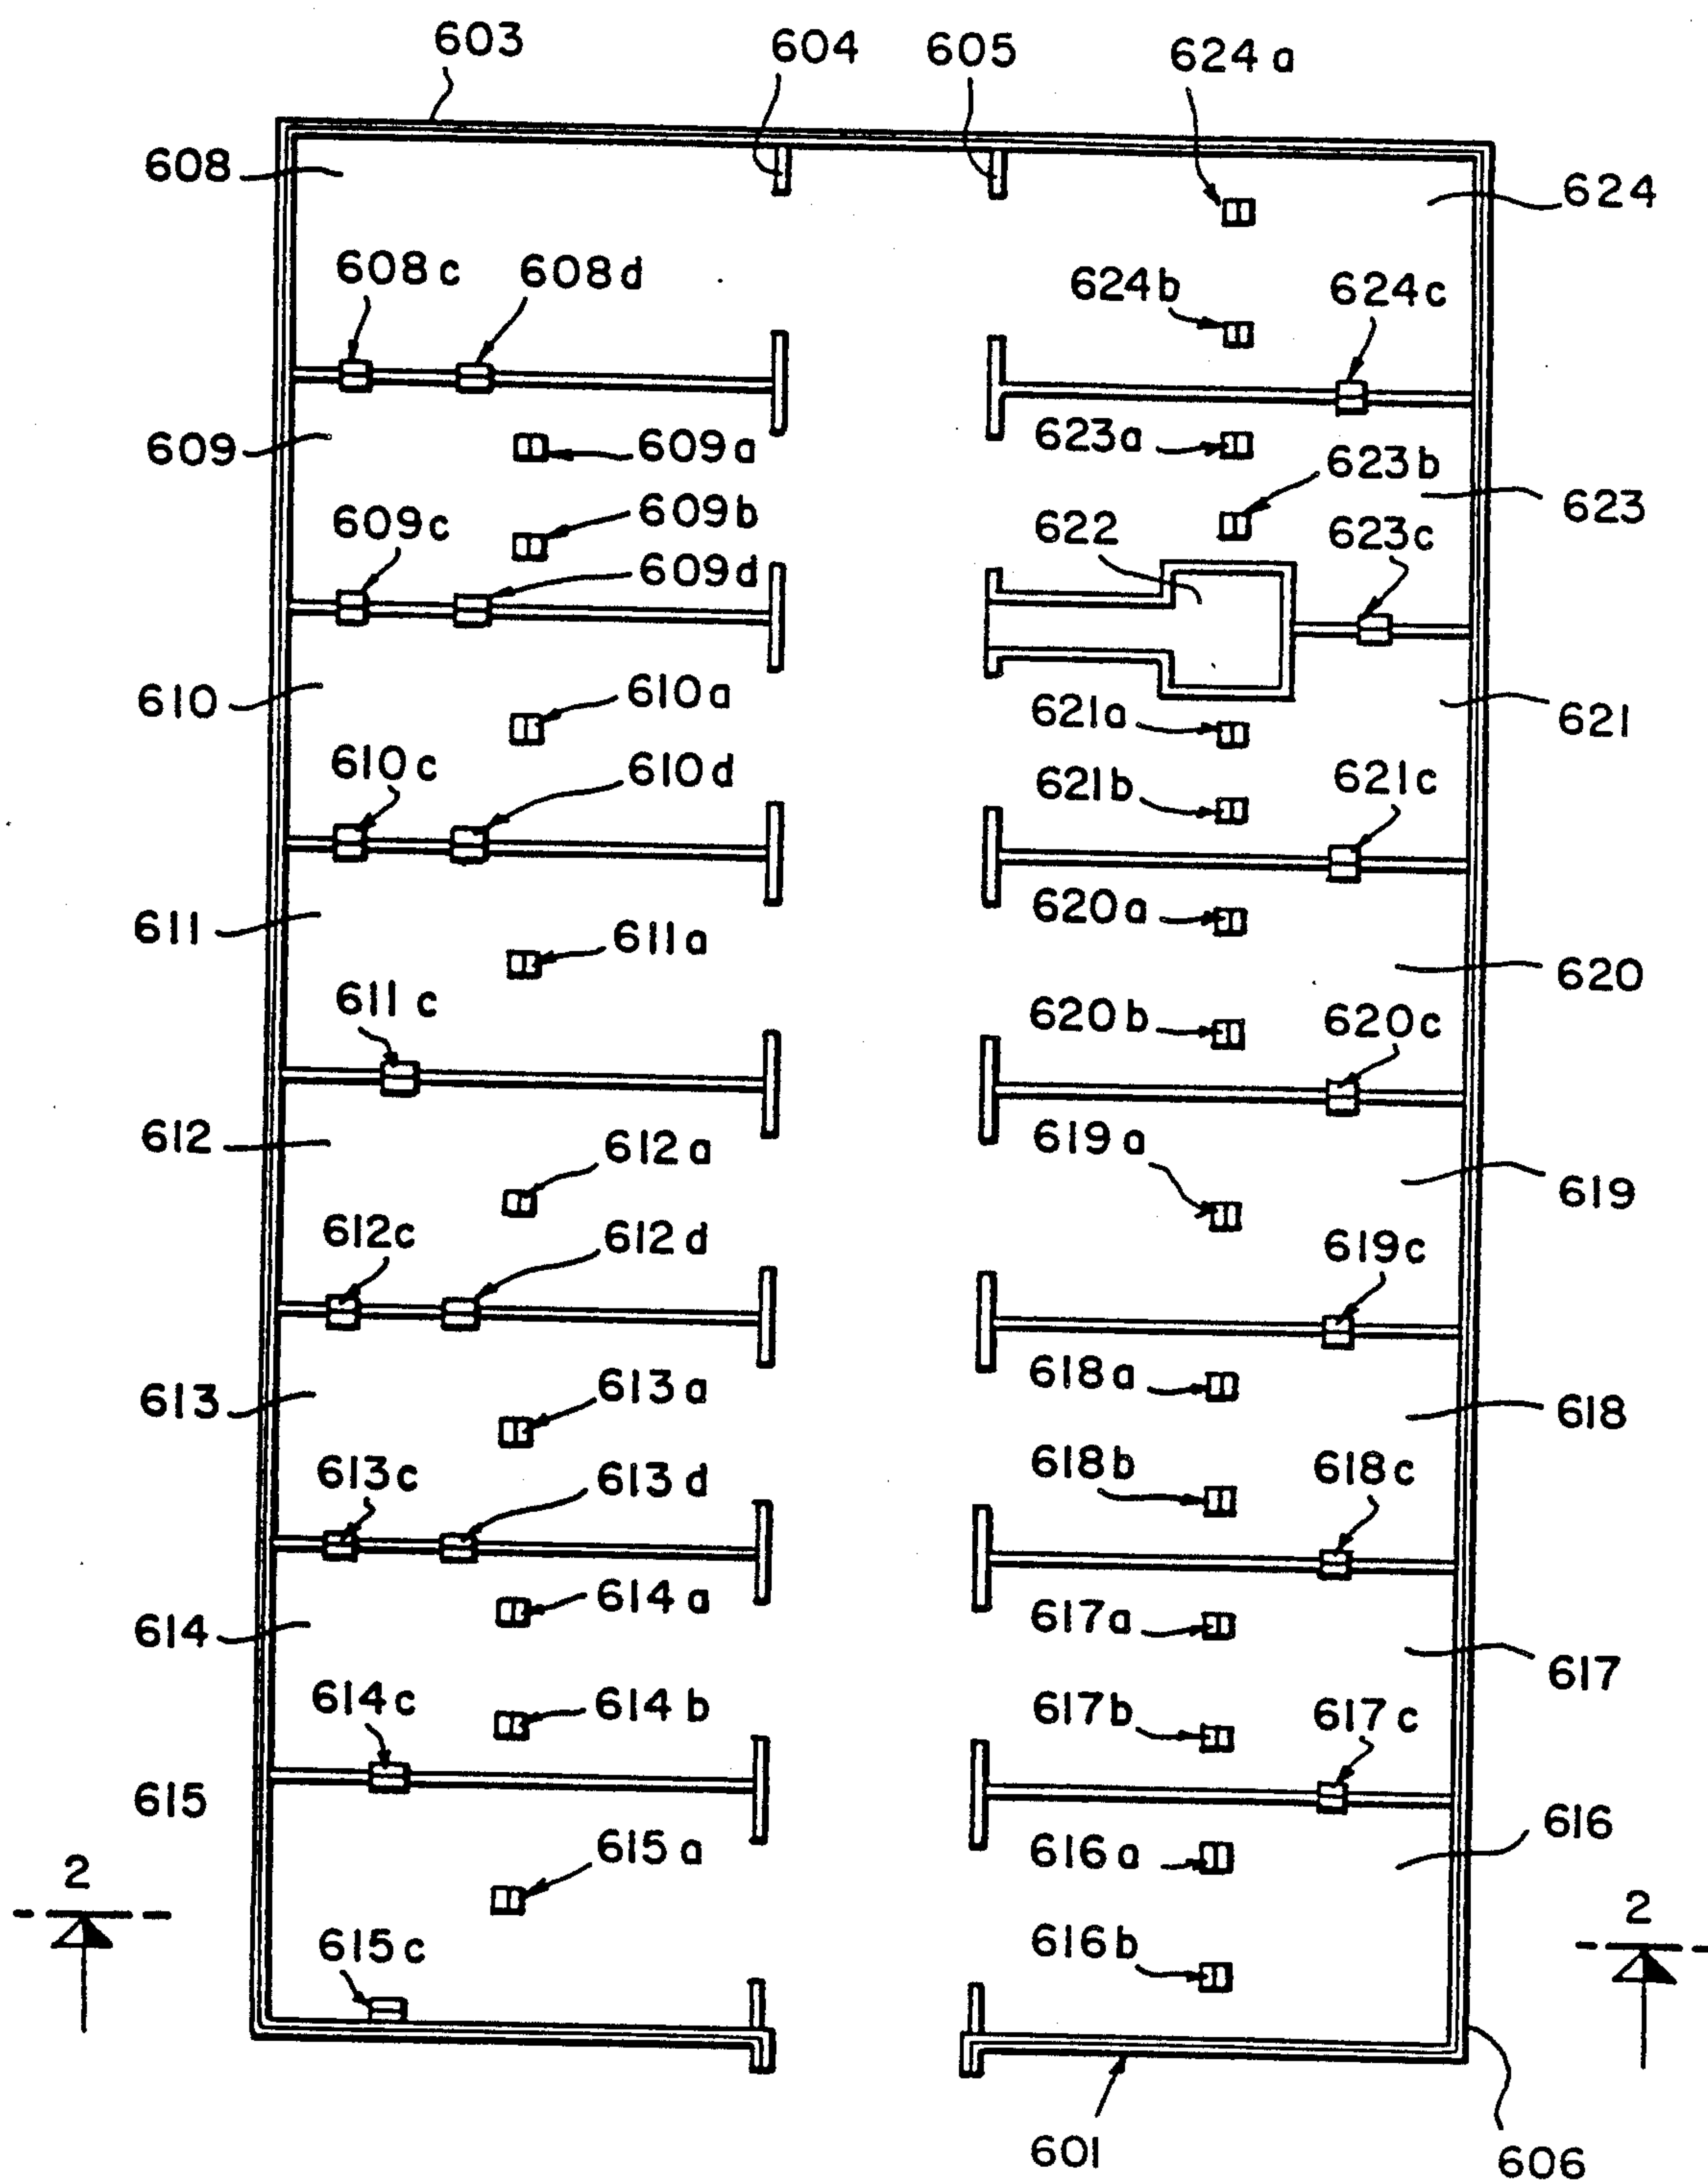 603 604 605 624a
608 624
608c 608d 624b 624c
609 609a 623a 623b
609c 609b 622 623c 623
609d
610 610a 621a 621
610c 610d 621b 621c
611 611a 620a 620
611c 620b 620c
612 612a 619a 619
612c 612d 619c
613 613a 618a 618
613c 613d 618b 618c
614 614a 617a 617
614c 614b 617b 617c
615 615a 616a 616
2 615c 616b 2
601 606